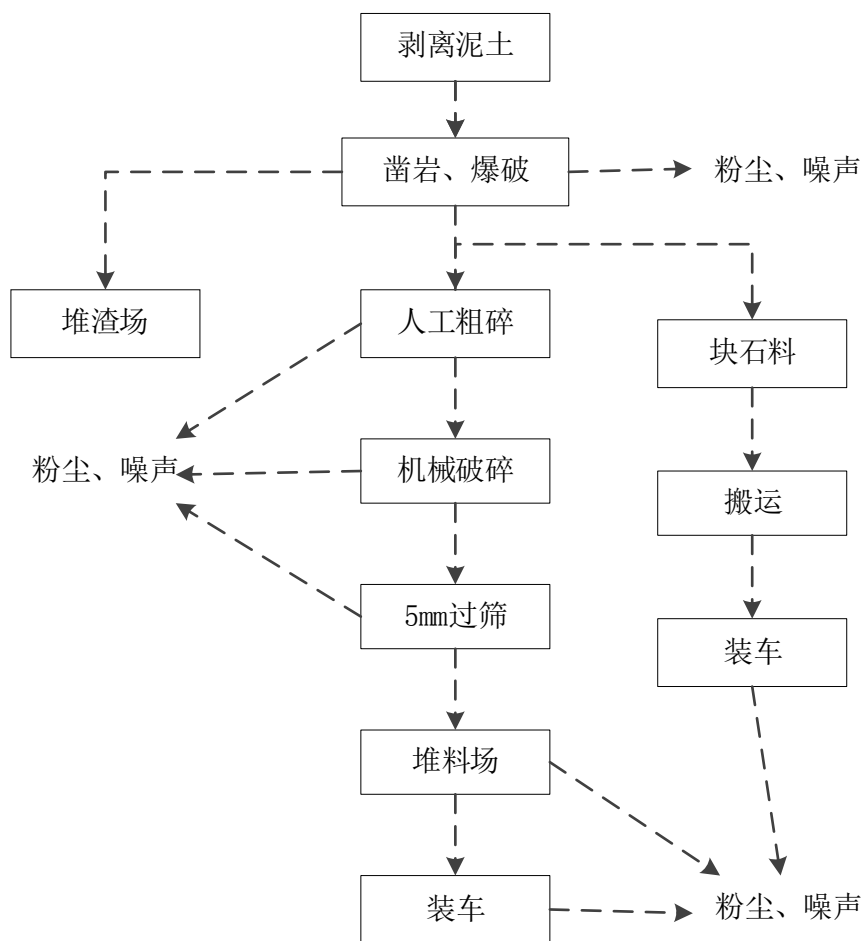 剥离泥土
凿岩、爆破
粉尘、噪声
堆渣场
人工粗碎
块石料
粉尘、噪声
机械破碎
搬运
5mm过筛
装车
堆料场
装车
粉尘、噪声